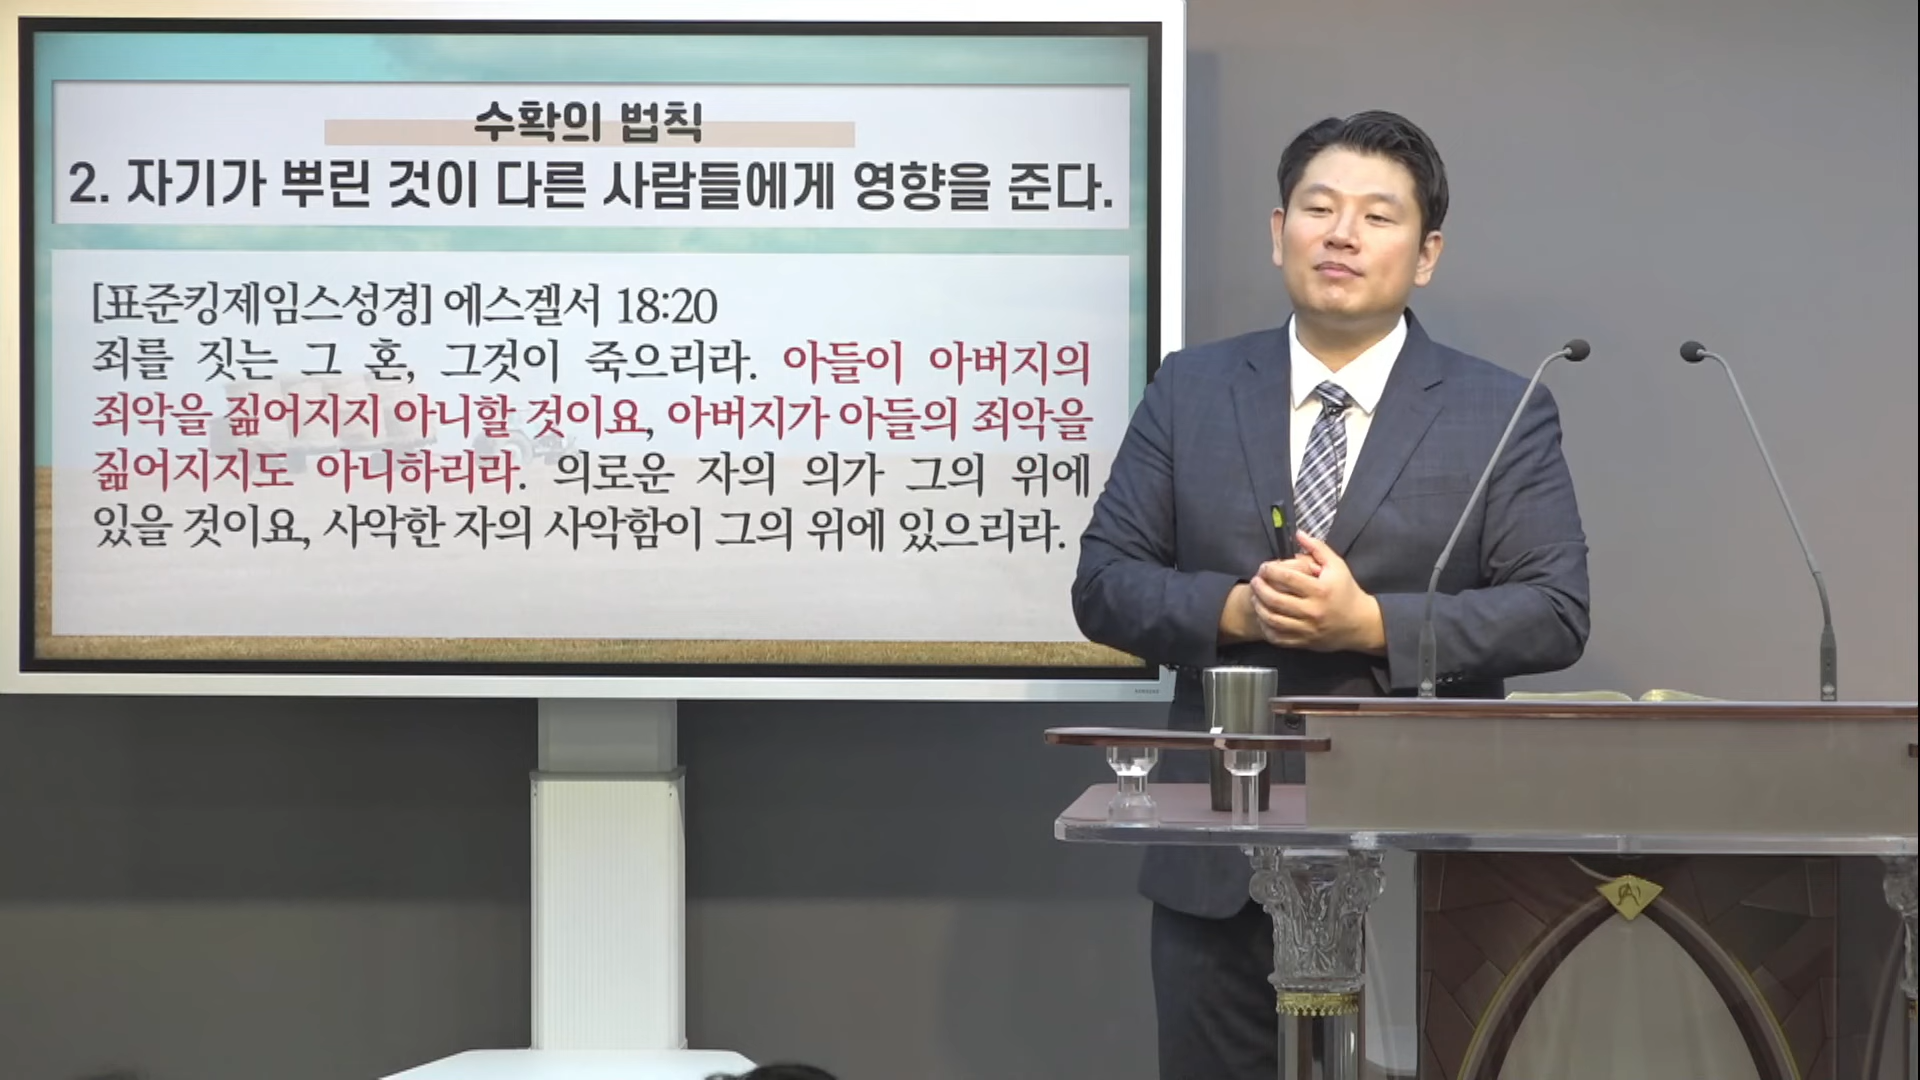 수확의 법칙
2. 자기가 뿌린 것이 다른 사람들에게 영향을 준다.
[표준킹제임스성경] 에스겔서 18:20
죄를 짓는 그 혼, 그것이 죽으리라. 아들이 아버지의
죄악을 짊어지지 아니할 것이요, 아버지가 아들의 죄악을
짊어지지도 아니하리라. 의로운 자의 의가 그의 위에
있을 것이요, 사악한 자의 사악함이 그의 위에 있으리라.
SAMSUNG